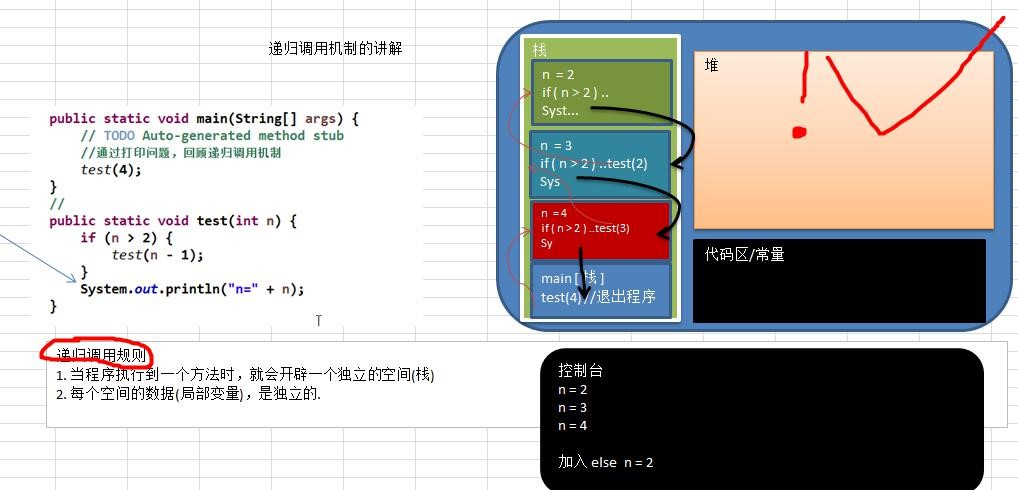 递归调用机制的讲解
public static void main(String[] args) {
// TODO Auto-generated method stub
//通过打印问题，回顾递归调用机制
test(4);
}
//
public static void test(int n) {
if (n > 2) {
test(n - 1);
}
System.out.println("n=" + n);
}
递归调用规则
1. 当程序执行到一个方法时，就会开辟一个独立的空间(栈)
2. 每个空间的数据(局部变量)，是独立的.
栈
n = 2
if ( n > 2 ) ..
Syst...
n = 3
if ( n > 2 ) ..test(2)
Sys
n = 4
if ( n > 2 ) ..test(3)
Sy
main [ 栈 ]
test(4) //退出程序
堆
代码区/常量
控制台
n = 2
n = 3
n = 4
加入 else n = 2